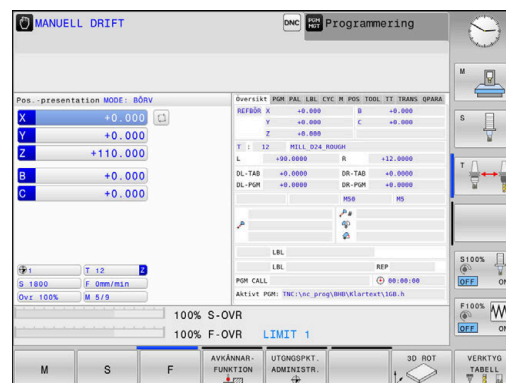 MANUELL DRIFT
DNC
PGM MGT
Programmering
Pos.-presentation MODE: BÖRV
X +0.000
Y +0.000
Z +110.000
B +0.000
C +0.000
1 T 12 Z
S 1800 F 0mm/min
Ovr 100% M 5/9
Översikt PGM PAL LBL CYC M POS TOOL TT TRANS QPARA
REFBÖR X +0.000 B +0.000
Y +0.000 C +0.000
Z +0.000
T : 12 MILL_D24_ROUGH
L +90.0000 R +12.0000
DL-TAB +0.0000 DR-TAB +0.0000
DL-PGM +0.0000 DR-PGM +0.0000
M50 M5
LBL
LBL REP
PGM CALL 00:00:00
Aktivt PGM: TNC:\nc_prog\BHB\Klartext\1GB.h
100% S-OVR
100% F-OVR LIMIT 1
M
S
T
S100%
OFF ON
F100%
OFF ON
M
S
F
AVKÄNNAR-
FUNKTION
UTGNGSPKT.
ADMINISTR.
3D ROT
VERKTYG
TABELL